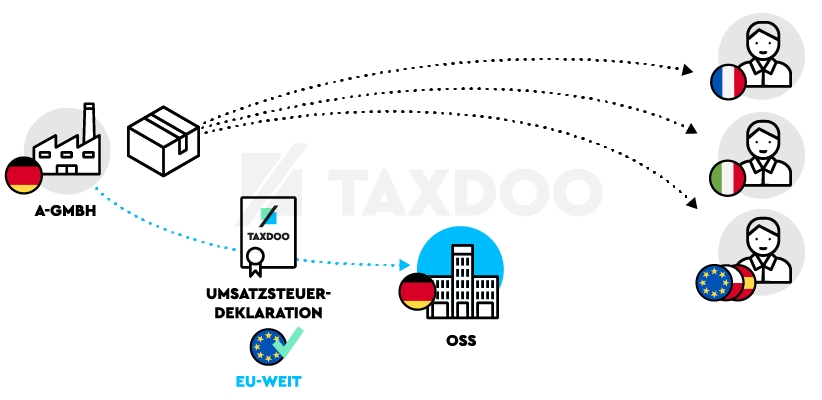 TAXDOO
A-GMBH
TAXDOO
UMSATZSTEUER-
DEKLARATION
OSS
EU-WEIT